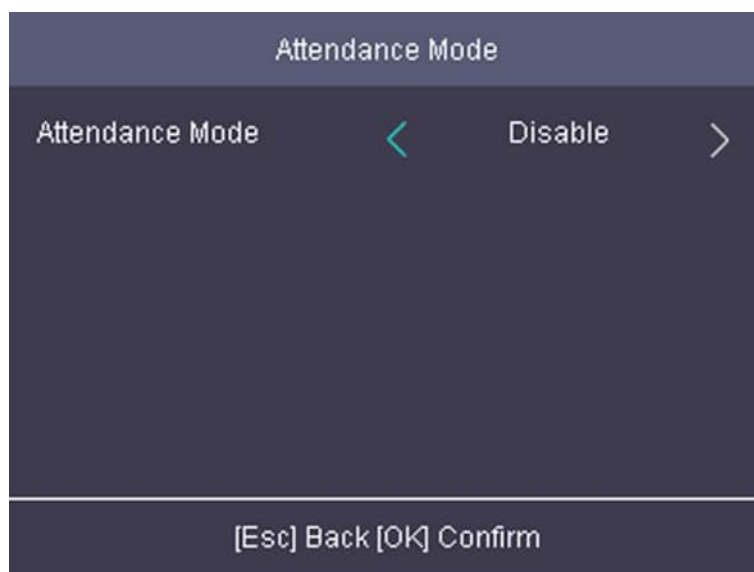 Attendance Mode
Attendance Mode < Disable >
[Esc] Back [OK] Confirm